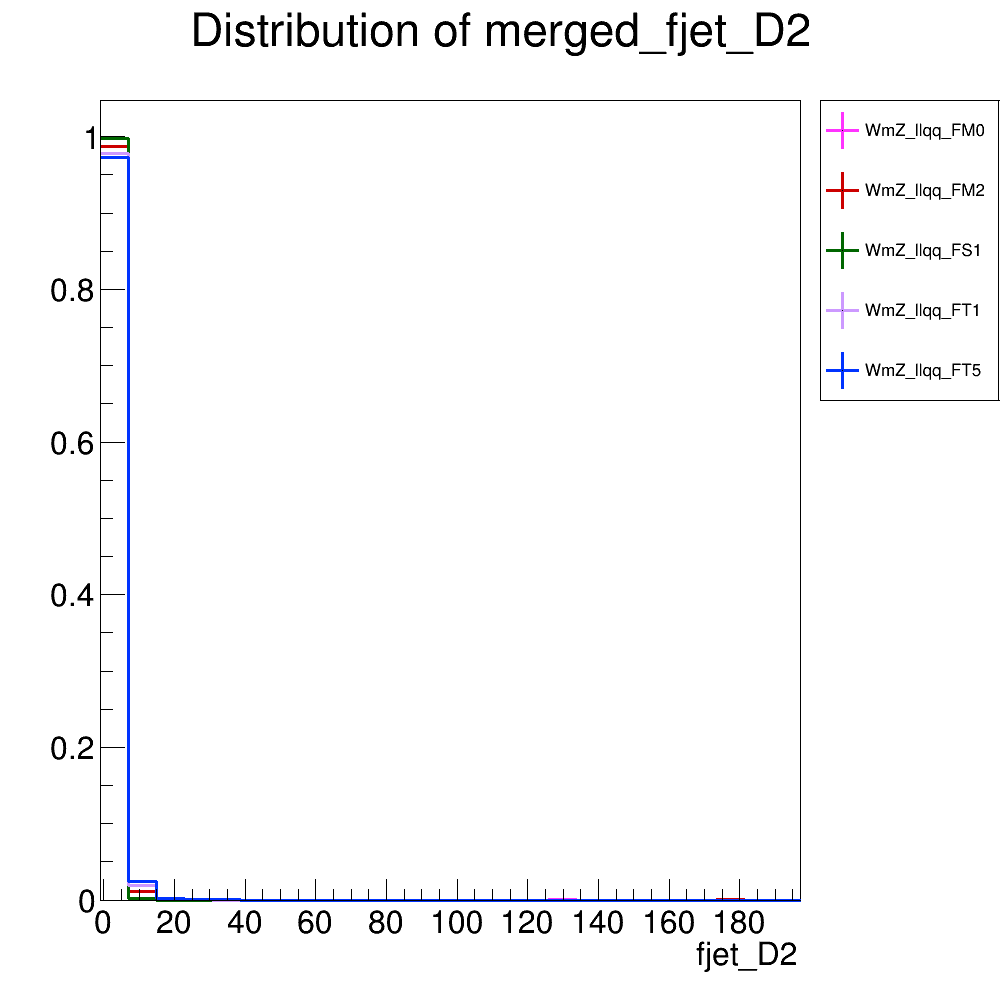 Distribution of merged_fjet_D2
1
0.8
0.6
0.4
0.2
0
0 20 40 60 80 100 120 140 160 180
fjet_D2
WmZ_llqq_FM0
WmZ_llqq_FM2
WmZ_llqq_FS1
WmZ_llqq_FT1
WmZ_llqq_FT5